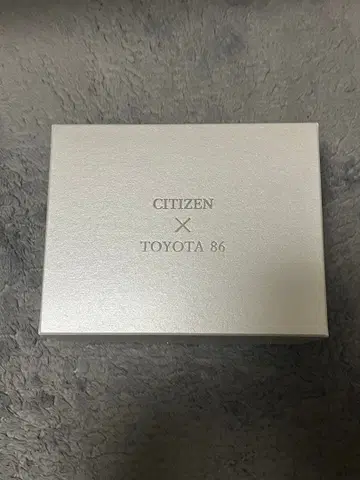 CITIZEN
×
TOYOTA 86